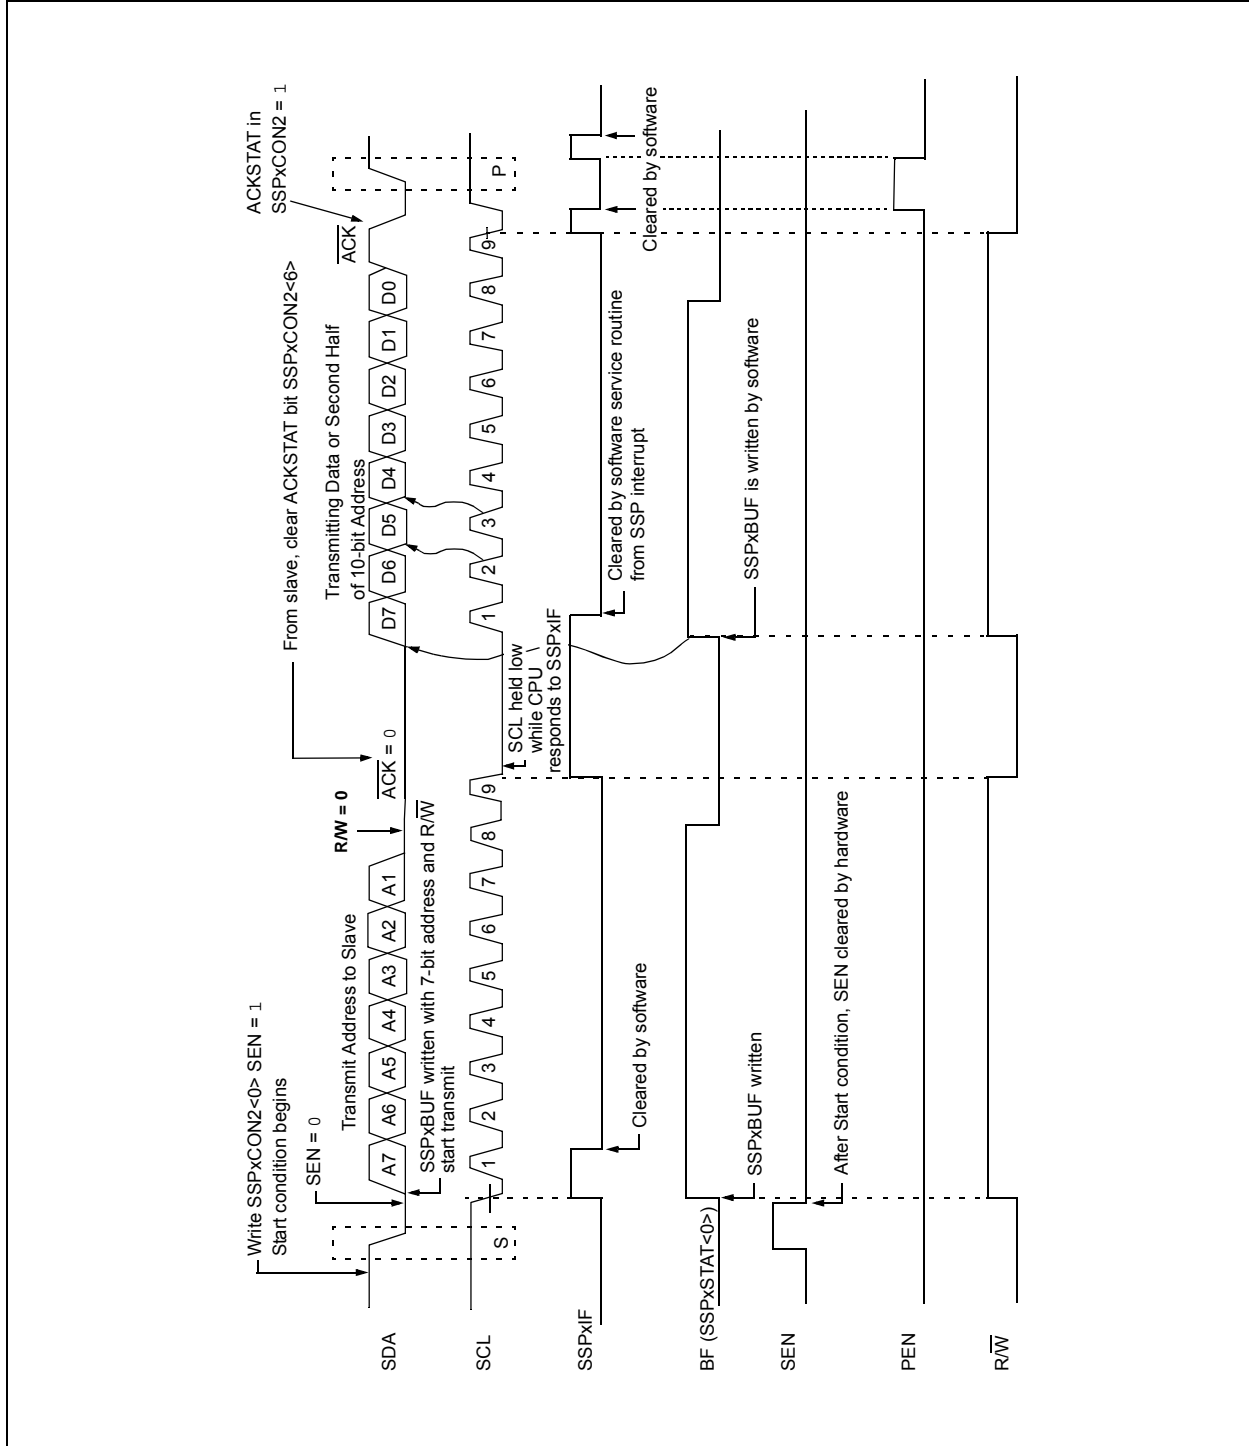 Write SSPxCON2<0> SEN = 1
Start condition begins
SEN = 0
Transmit Address to Slave
R/W = 0
From slave, clear ACKSTAT bit SSPxCON2<6>
ACK = 0
Transmitting Data or Second Half
of 10-bit Address
ACKSTAT in
SSPxCON2 = 1
ACK
SDA
A7 A6 A5 A4 A3 A2 A1
D7 D6 D5 D4 D3 D2 D1 D0
SSPxBUF written with 7-bit address and R/W
start transmit
SCL
S
1 2 3 4 5 6 7 8 9
1 2 3 4 5 6 7 8 9
P
SCL held low
while CPU
responds to SSPxIF
SSPxIF
Cleared by software
Cleared by software service routine
from SSP interrupt
Cleared by software
BF (SSPxSTAT<0>)
SSPxBUF written
SSPxBUF is written by software
SEN
After Start condition, SEN cleared by hardware
PEN
R/W